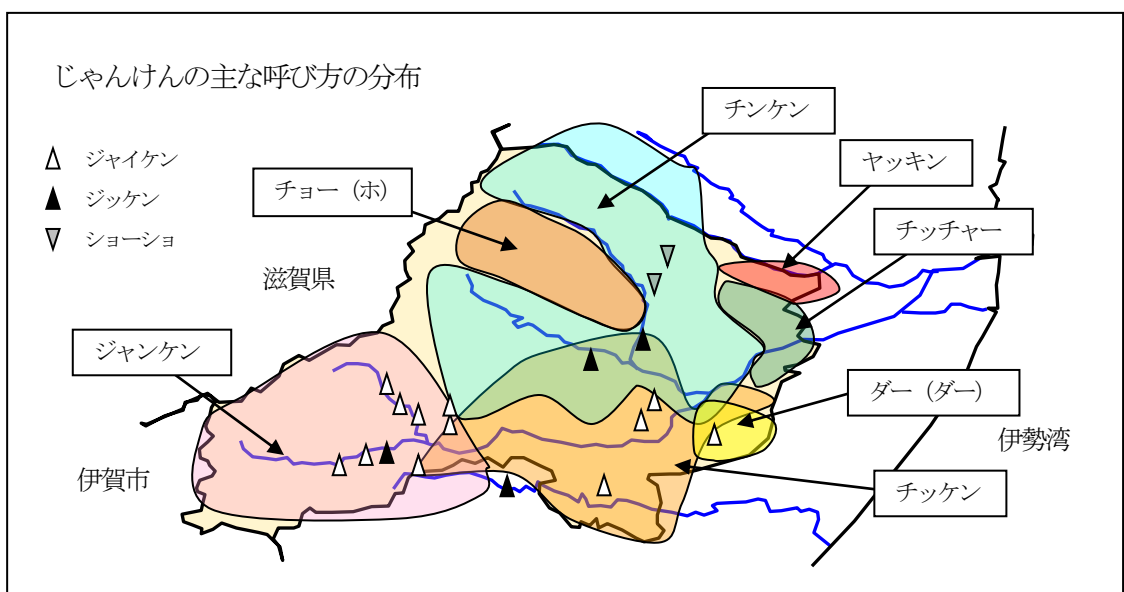 じゃんけんの主な呼び方の分布
チンケン
ジャイケン
ヤッキン
ジッケン
チョー（ホ）
チッチャー
ショーショ
滋賀県
ジャンケン
ダー（ダー）
伊勢湾
伊賀市
チッケン